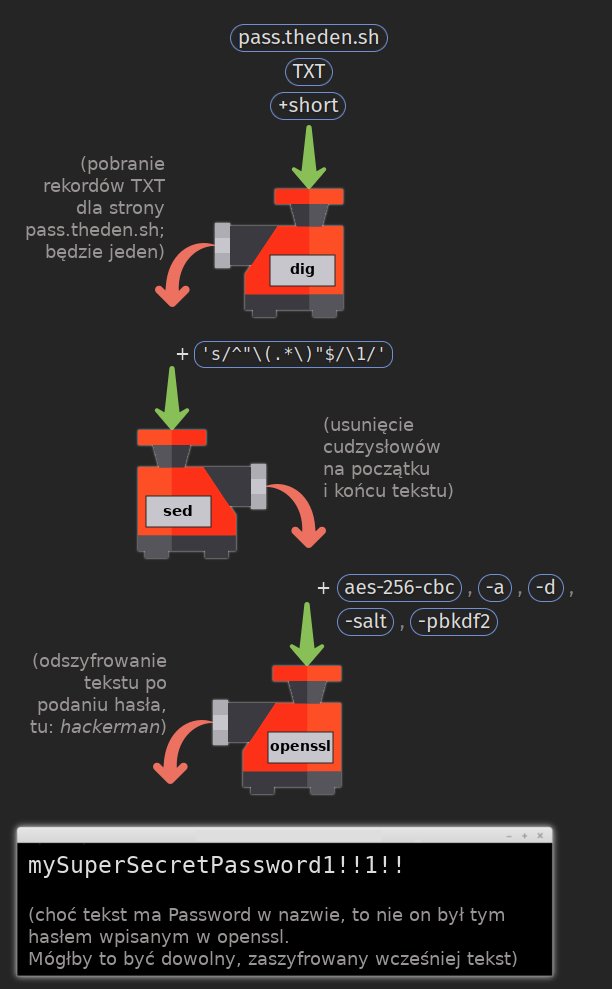 pass.theden.sh
TXT
+short
(pobranie
rekordów TXT
dla strony
pass.theden.sh;
będzie jeden)
dig
+ 's/^"\(.*\)"$/\1/'
(usunięcie
cudzysłowów
na początku
i końcu tekstu)
sed
+ aes-256-cbc , -a , -d ,
-salt , -pbkdf2
(odszyfrowanie
tekstu po
podaniu hasła,
tu: hackerman)
openssl
mySuperSecretPassword1!!1!!
(choć tekst ma Password w nazwie, to nie on był tym
hasłem wpisanym w openssl.
Mógłby to być dowolny, zaszyfrowany wcześniej tekst)